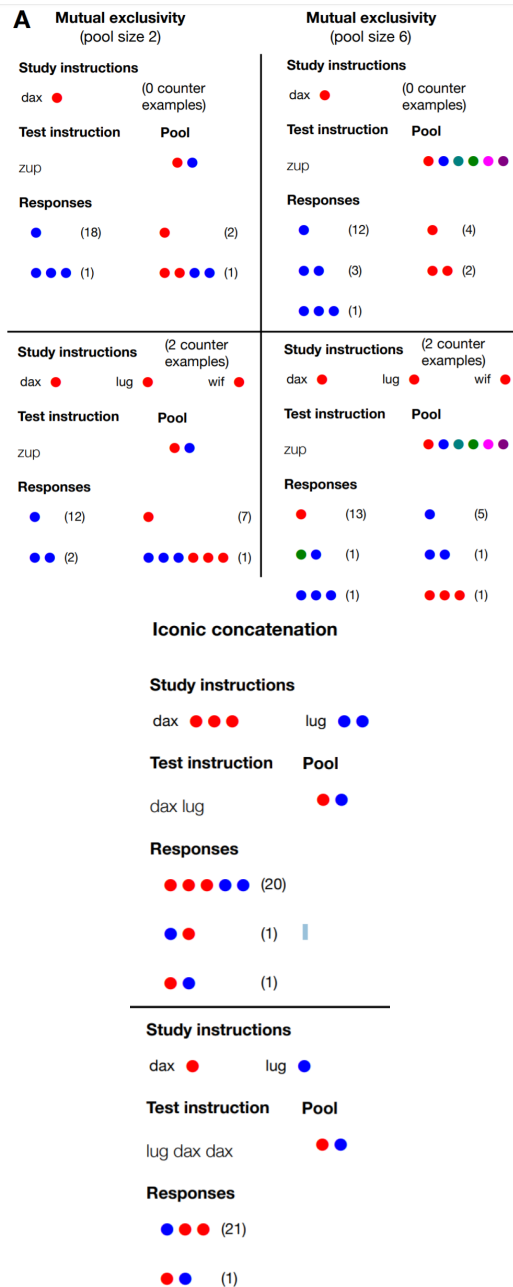 A
Mutual exclusivity
(pool size 2)
Study instructions
dax
(0 counter
examples)
Test instruction Pool
zup
Responses
(18) (2)
(1) (1)
Mutual exclusivity
(pool size 6)
Study instructions
dax
(0 counter
examples)
Test instruction Pool
zup
Responses
(12) (4)
(3) (2)
(1)
Study instructions
(2 counter
examples)
dax lug wif
Test instruction Pool
zup
Responses
(12) (7)
(2) (1)
Study instructions
(2 counter
examples)
dax lug wif
Test instruction Pool
zup
Responses
(13) (5)
(1) (1)
(1) (1)
Iconic concatenation
Study instructions
dax lug
Test instruction Pool
dax lug
Responses
(20)
(1)
(1)
Study instructions
dax lug
Test instruction Pool
lug dax dax
Responses
(21)
(1)